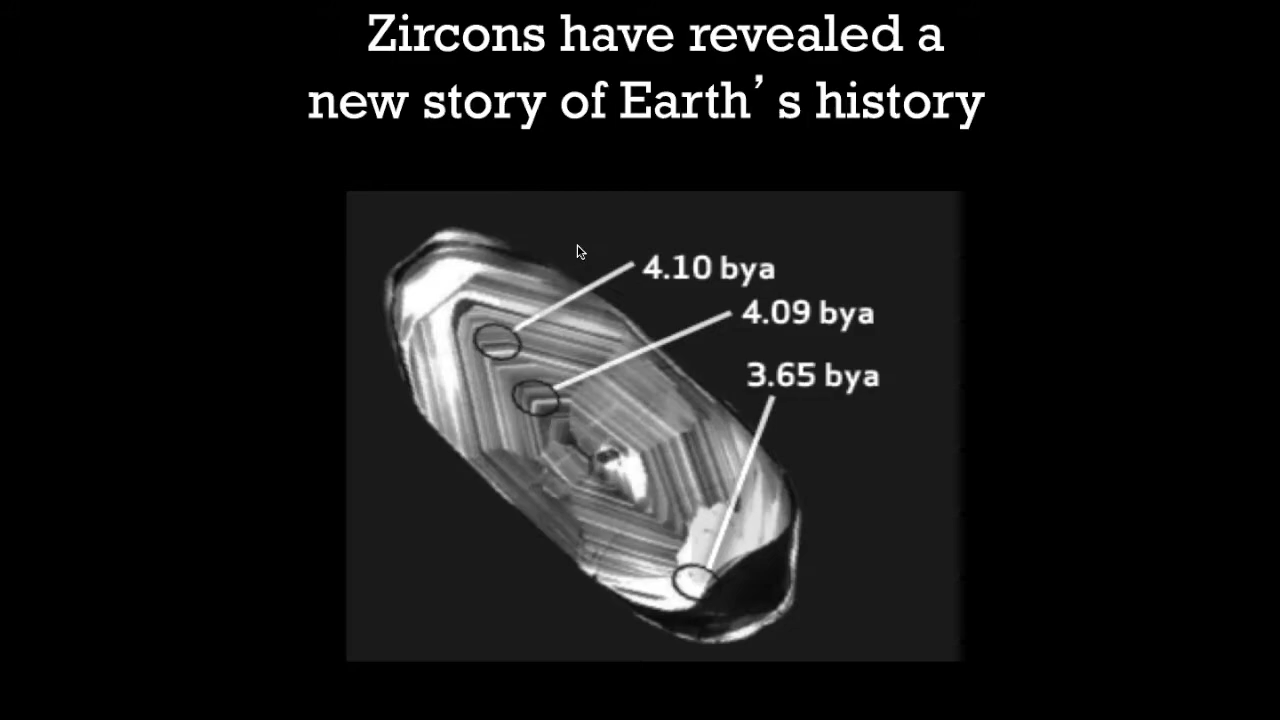 Zircons have revealed a
new story of Earth’s history
4.10 bya
4.09 bya
3.65 bya